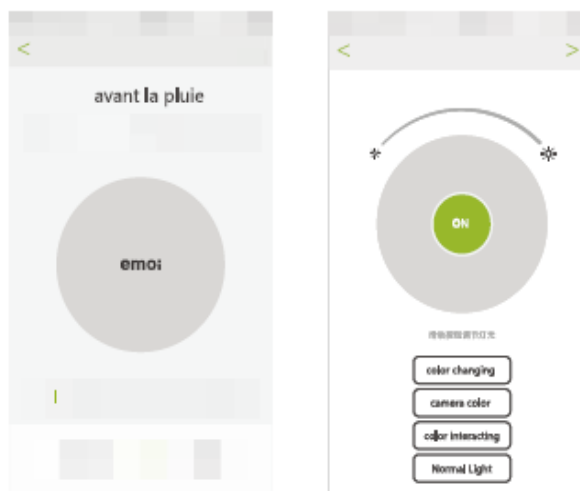 avant la pluie
emoi
ON
color changing
camera color
color interacting
Normal Light